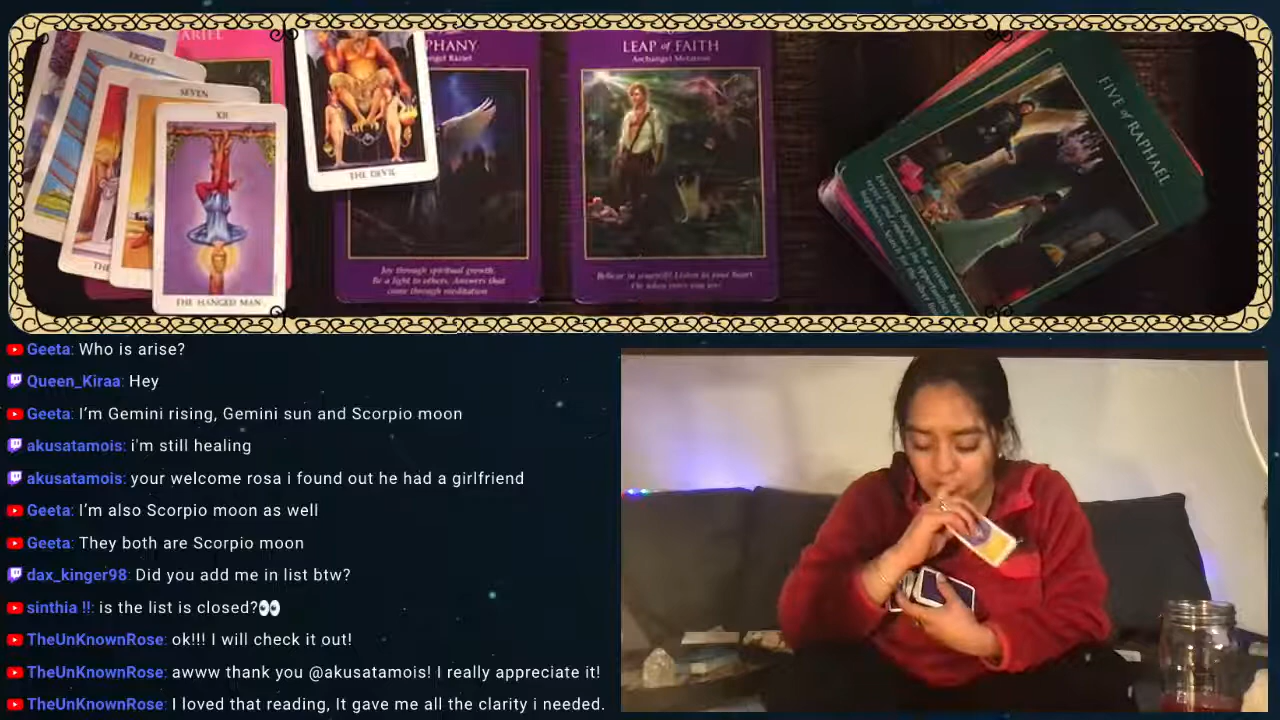 ARIEL
EIGHT
SEVEN
XII
THE HANGED MAN
THE DEVIL
PHANY
Joy through spiritual growth.
Be a light to others. Answers that
come through meditation
LEAP of FAITH
Archangel Metatron
Believe in yourself! Listen to your heart.
FIVE of RAPHAEL
Everything happens for a reason.
Geeta: Who is arise?
Queen_Kiraa: Hey
Geeta: I’m Gemini rising, Gemini sun and Scorpio moon
akusatamois: i'm still healing
akusatamois: your welcome rosa i found out he had a girlfriend
Geeta: I’m also Scorpio moon as well
Geeta: They both are Scorpio moon
dax_kinger98: Did you add me in list btw?
sinthia !!: is the list is closed?👀
TheUnKnownRose: ok!!! I will check it out!
TheUnKnownRose: awww thank you @akusatamois! I really appreciate it!
TheUnKnownRose: I loved that reading, It gave me all the clarity i needed.